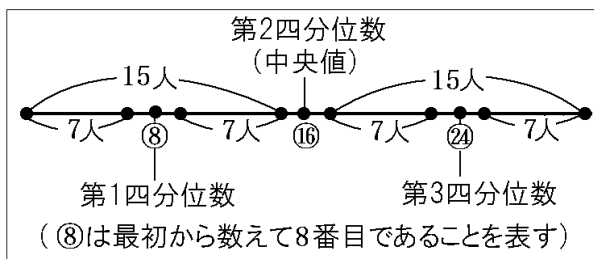 第2四分位数
(中央値)
15人 15人
7人 ⑧ 7人 ⑯ 7人 ㉔ 7人
第1四分位数 第3四分位数
(⑧は最初から数えて8番目であることを表す)